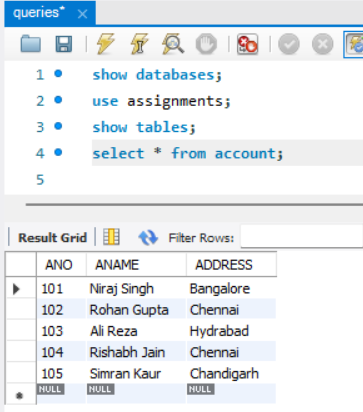 queries*
1 show databases;
2 use assignments;
3 show tables;
4 select * from account;
5
Result Grid Filter Rows:
ANO ANAME ADDRESS
101 Niraj Singh Bangalore
102 Rohan Gupta Chennai
103 Ali Reza Hydrabad
104 Rishabh Jain Chennai
105 Simran Kaur Chandigarh
NULL NULL NULL